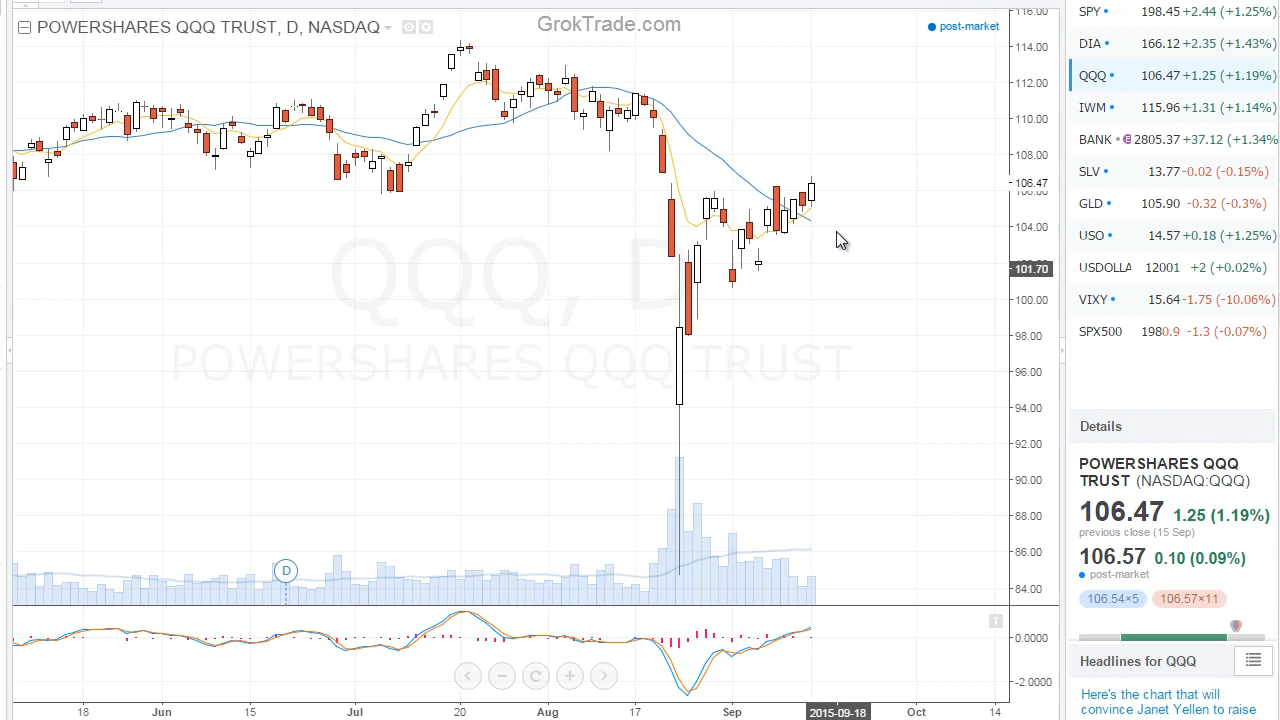 POWERSHARES QQQ TRUST, D, NASDAQ
GrokTrade.com
post-market
116.00
114.00
112.00
110.00
108.00
106.47
106.00
104.00
101.70
100.00
98.00
96.00
94.00
92.00
90.00
88.00
86.00
84.00
QQQ, D
POWERSHARES QQQ TRUST
D
0.0000
-2.0000
18
Jun
15
Jul
20
Aug
17
Sep
2015-09-18
Oct
14
SPY 198.45 +2.44 (+1.25%)
DIA 166.12 +2.35 (+1.43%)
QQQ 106.47 +1.25 (+1.19%)
IWM 115.96 +1.31 (+1.14%)
BANK E 2805.37 +37.12 (+1.34%
SLV 13.77 -0.02 (-0.15%)
GLD 105.90 -0.32 (-0.3%)
USO 14.57 +0.18 (+1.25%)
USDOLLA 12001 +2 (+0.02%)
VIXY 15.64 -1.75 (-10.06%)
SPX500 1980.9 -1.3 (-0.07%)
Details
POWERSHARES QQQ
TRUST (NASDAQ:QQQ)
106.47 1.25 (1.19%)
previous close (15 Sep)
106.57 0.10 (0.09%)
post-market
106.54×5 106.57×11
Headlines for QQQ
Here's the chart that will
convince Janet Yellen to raise